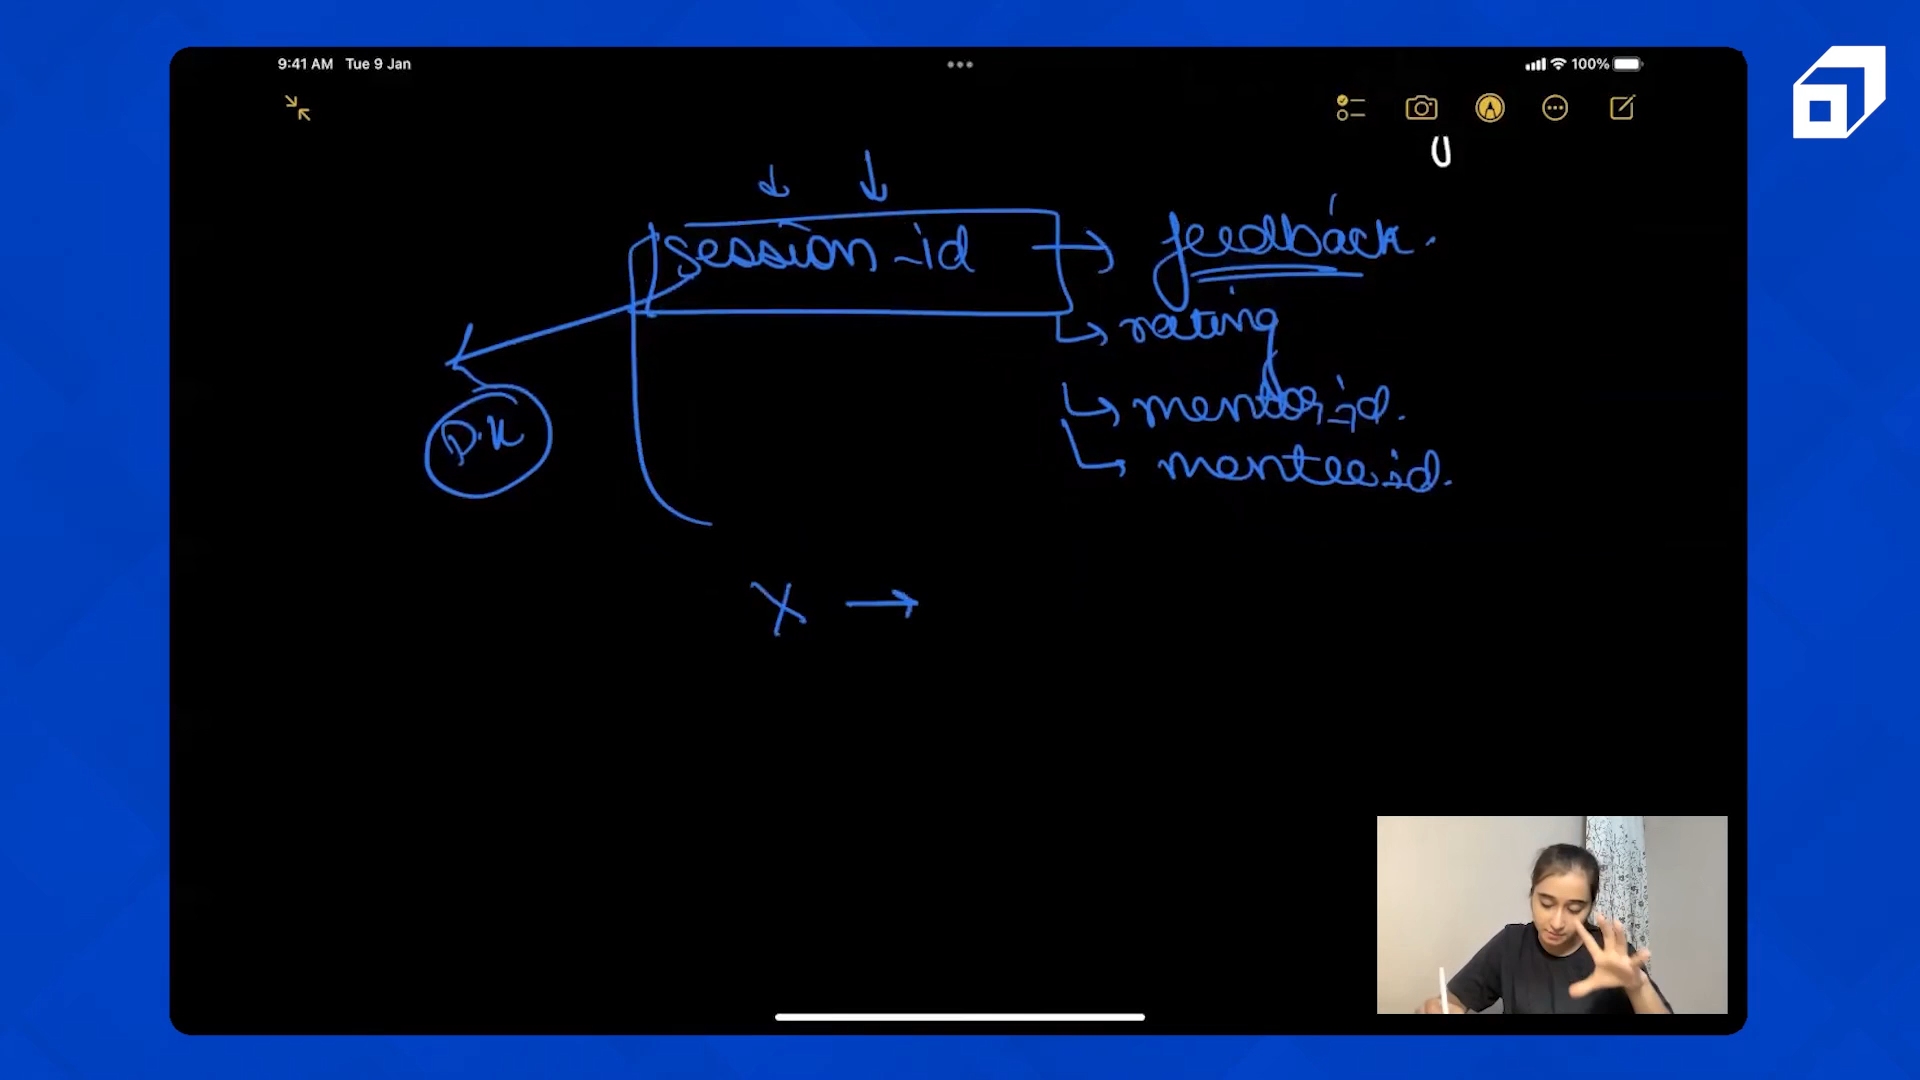 9:41 AM Tue 9 Jan
100%
session_id → feedback.
↳ rating
↳ mentor_id.
↳ mentee_id.
P.K
X →